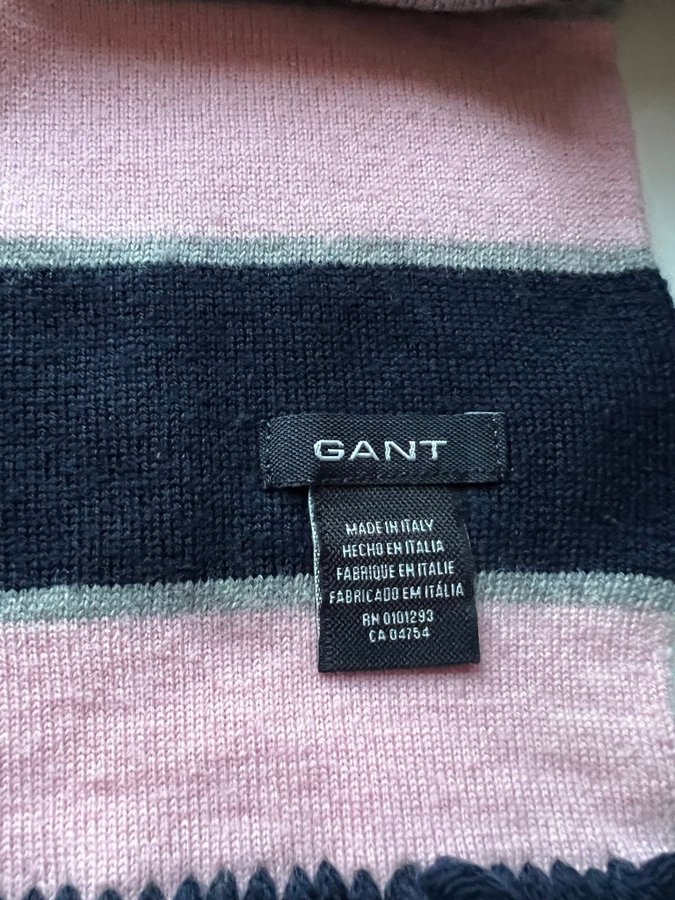 GANT
MADE IN ITALY
HECHO EN ITALIA
FABRIQUE EN ITALIE
FABRICADO EM ITÁLIA
RN 0101293
CA 04754